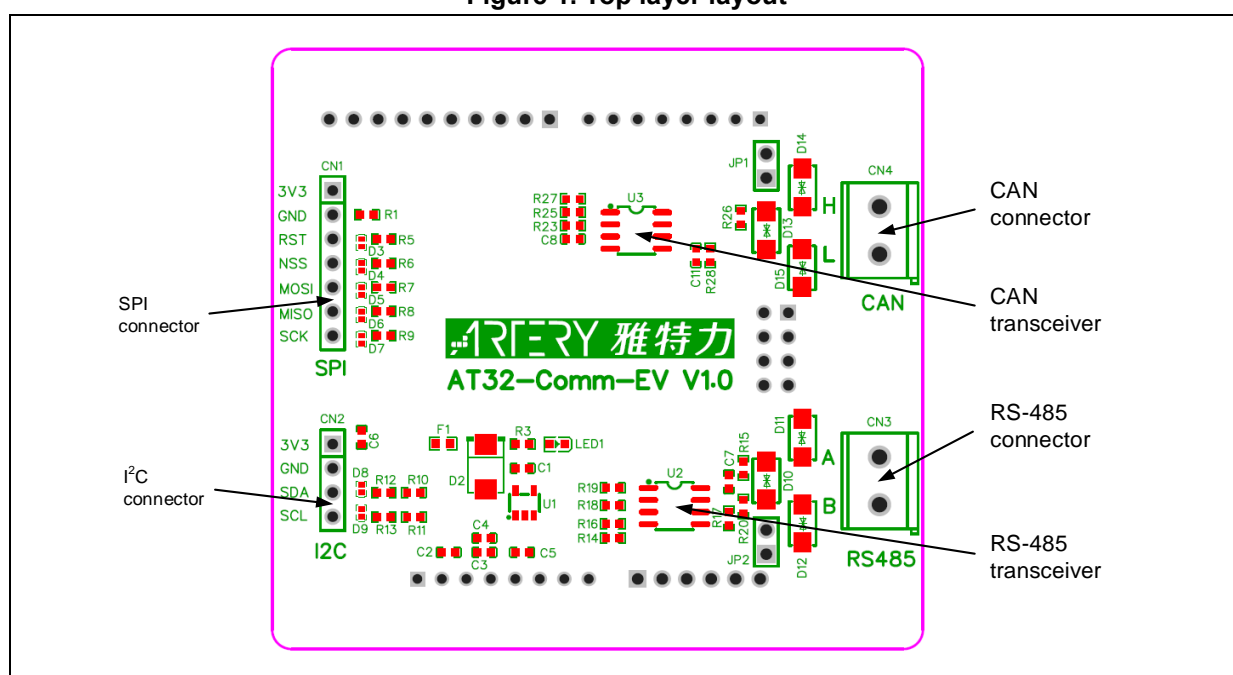 Figure 1. Top layer layout
CN1
3V3
GND
RST
NSS
MOSI
MISO
SCK
SPI
R1
R5
D3
R6
D4
R7
D5
R8
D6
R9
D7
SPI
connector
R27
R25
R23
C8
U3
C11
R28
R26
JP1
D14
D13
D15
H
L
CN4
CAN
CAN
connector
CAN
transceiver
ARTERY 雅特力
AT32-Comm-EV V1.0
CN2
3V3
GND
SDA
SCL
I2C
C6
D8
D9
R12
R10
R13
R11
I2C
connector
F1
D2
R3
LED1
C1
U1
C4
C2
C3
C5
R19
R18
R16
R14
U2
C7
R15
R17
R20
D10
D11
D12
JP2
A
B
CN3
RS485
RS-485
connector
RS-485
transceiver